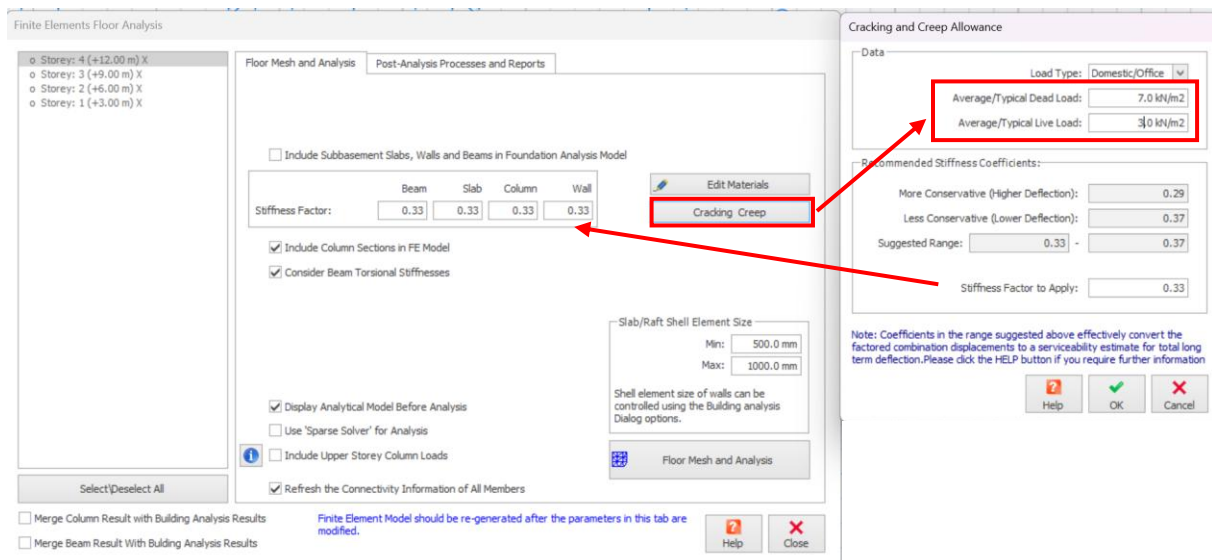 Finite Elements Floor Analysis
o Storey: 4 (+12.00 m) X
o Storey: 3 (+9.00 m) X
o Storey: 2 (+6.00 m) X
o Storey: 1 (+3.00 m) X
Select\Deselect All
Merge Column Result with Building Analysis Results
Merge Beam Result With Bulding Analysis Results
Floor Mesh and Analysis
Post-Analysis Processes and Reports
Include Subbasement Slabs, Walls and Beams in Foundation Analysis Model
Beam Slab Column Wall
Stiffness Factor: 0.33 0.33 0.33 0.33
Edit Materials
Cracking Creep
Include Column Sections in FE Model
Consider Beam Torsional Stiffnesses
Slab/Raft Shell Element Size
Min: 500.0 mm
Max: 1000.0 mm
Shell element size of walls can be
controlled using the Building analysis
Dialog options.
Display Analytical Model Before Analysis
Use 'Sparse Solver' for Analysis
Include Upper Storey Column Loads
Floor Mesh and Analysis
Refresh the Connectivity Information of All Members
Finite Element Model should be re-generated after the parameters in this tab are
modified.
Help
Close
Cracking and Creep Allowance
Data
Load Type: Domestic/Office
Average/Typical Dead Load: 7.0 kN/m2
Average/Typical Live Load: 3.0 kN/m2
Recommended Stiffness Coefficients:
More Conservative (Higher Deflection): 0.29
Less Conservative (Lower Deflection): 0.37
Suggested Range: 0.33 - 0.37
Stiffness Factor to Apply: 0.33
Note: Coefficients in the range suggested above effectively convert the
factored combination displacements to a serviceability estimate for total long
term deflection.Please click the HELP button if you require further information
Help
OK
Cancel